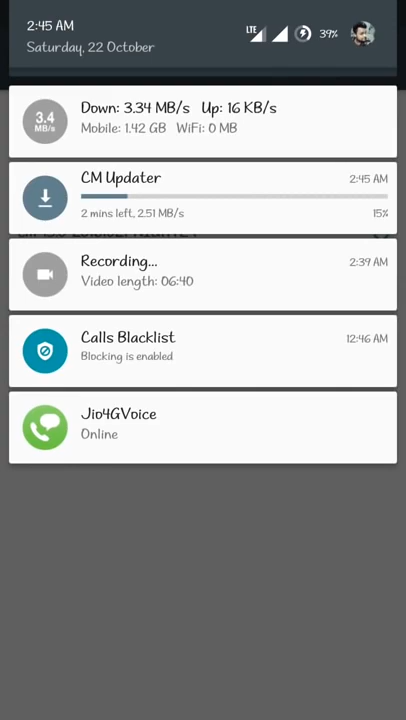 2:45 AM
Saturday, 22 October
LTE
39%
3.4
MB/s
Down: 3.34 MB/s Up: 16 KB/s
Mobile: 1.42 GB WiFi: 0 MB
CM Updater
2:45 AM
2 mins left, 2.51 MB/s
15%
Recording...
2:39 AM
Video length: 06:40
Calls Blacklist
12:46 AM
Blocking is enabled
Jio4GVoice
Online